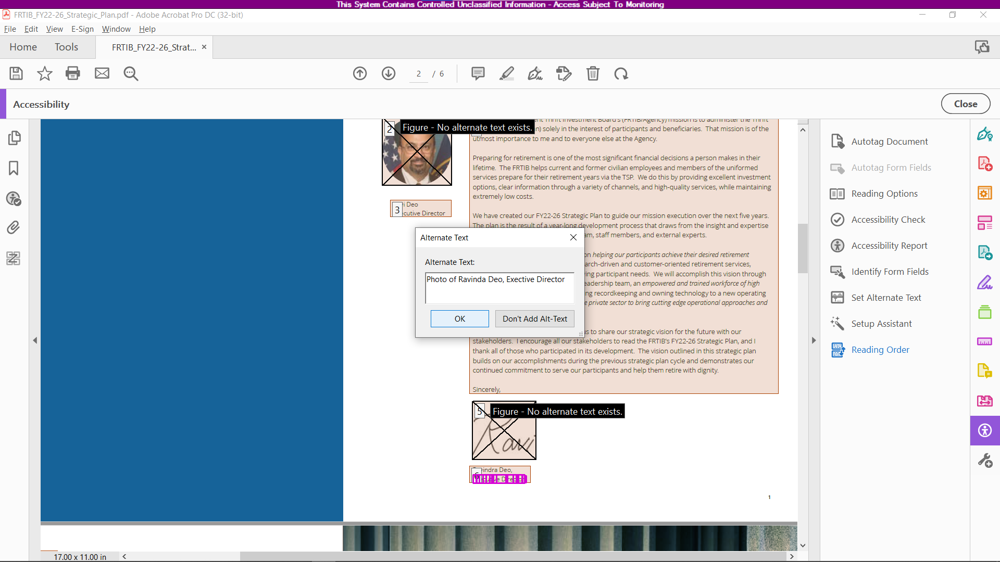 This System Contains Controlled Unclassified Information - Access Subject To Monitoring
FRTIB_FY22-26_Strategic_Plan.pdf - Adobe Acrobat Pro DC (32-bit)
File Edit View E-Sign Window Help
Home Tools FRTIB_FY22-26_Strat... ×
2 / 6
Accessibility Close
2 Figure - No alternate text exists.
ent Thrift Investment Board's (FRTIB/Agency) mission is to administer the Thrift
n) solely in the interest of participants and beneficiaries. That mission is of the
utmost importance to me and to everyone else at the Agency.
Preparing for retirement is one of the most significant financial decisions a person makes in their
lifetime. The FRTIB helps current and former civilian employees and members of the uniformed
services prepare for their retirement years via the TSP. We do this by providing excellent investment
options, clear information through a variety of channels, and high-quality services, while maintaining
extremely low costs.
3 vi Deo
ecutive Director
We have created our FY22-26 Strategic Plan to guide our mission execution over the next five years.
The plan is the result of a year-long development process that draws from the insight and expertise
am, staff members, and external experts.
on helping our participants achieve their desired retirement
arch-driven and customer-oriented retirement services,
ving participant needs. We will accomplish this vision through
eadership team, an empowered and trained workforce of high
ng recordkeeping and owning technology to a new operating
e private sector to bring cutting edge operational approaches and
us to share our strategic vision for the future with our
stakeholders. I encourage all our stakeholders to read the FRTIB's FY22-26 Strategic Plan, and I
thank all of those who participated in its development. The vision outlined in this strategic plan
builds on our accomplishments during the previous strategic plan cycle and demonstrates our
continued commitment to serve our participants and help them retire with dignity.
Sincerely,
Alternate Text
Alternate Text:
Photo of Ravinda Deo, Exective Director
OK Don't Add Alt-Text
5 Figure - No alternate text exists.
Ravi
6 vindra Deo,
1
17.00 x 11.00 in
Autotag Document
Autotag Form Fields
Reading Options
Accessibility Check
Accessibility Report
Identify Form Fields
Set Alternate Text
Setup Assistant
Reading Order